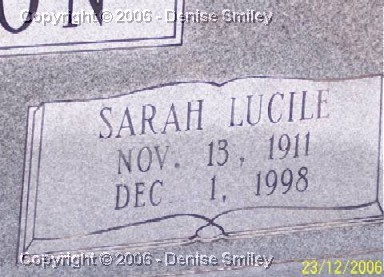 Copyright © 2006 - Denise Smiley
ON
SARAH LUCILE
NOV. 13, 1911
DEC. 1, 1998
Copyright © 2006 - Denise Smiley
23/12/2006